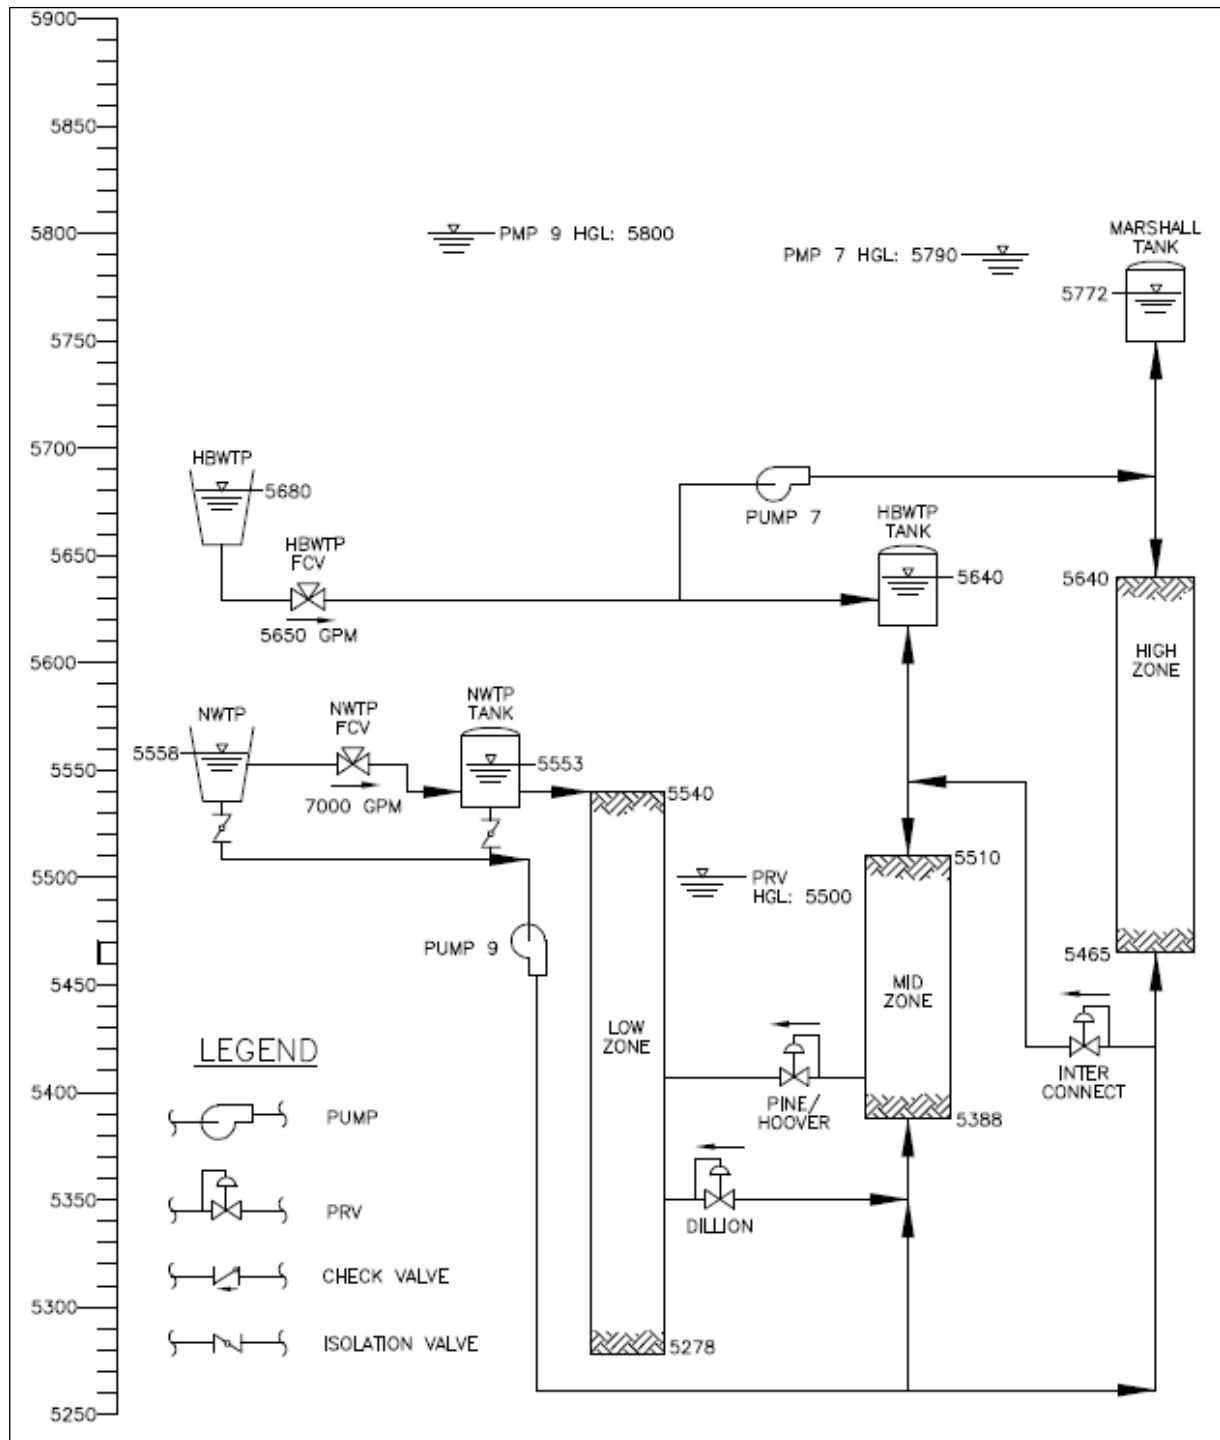 5900
5850
5800
5750
5700
5650
5600
5550
5500
5450
5400
5350
5300
5250
PMP 9 HGL: 5800
PMP 7 HGL: 5790
MARSHALL
TANK
5772
HBWTP
5680
HBWTP
FCV
5650 GPM
PUMP 7
HBWTP
TANK
5640
5640
HIGH
ZONE
5465
NWTP
5558
NWTP
FCV
7000 GPM
NWTP
TANK
5553
5540
PRV
HGL: 5500
5510
PUMP 9
LOW
ZONE
MID
ZONE
PINE/
HOOVER
5388
INTER
CONNECT
DILLION
5278
LEGEND
PUMP
PRV
CHECK VALVE
ISOLATION VALVE